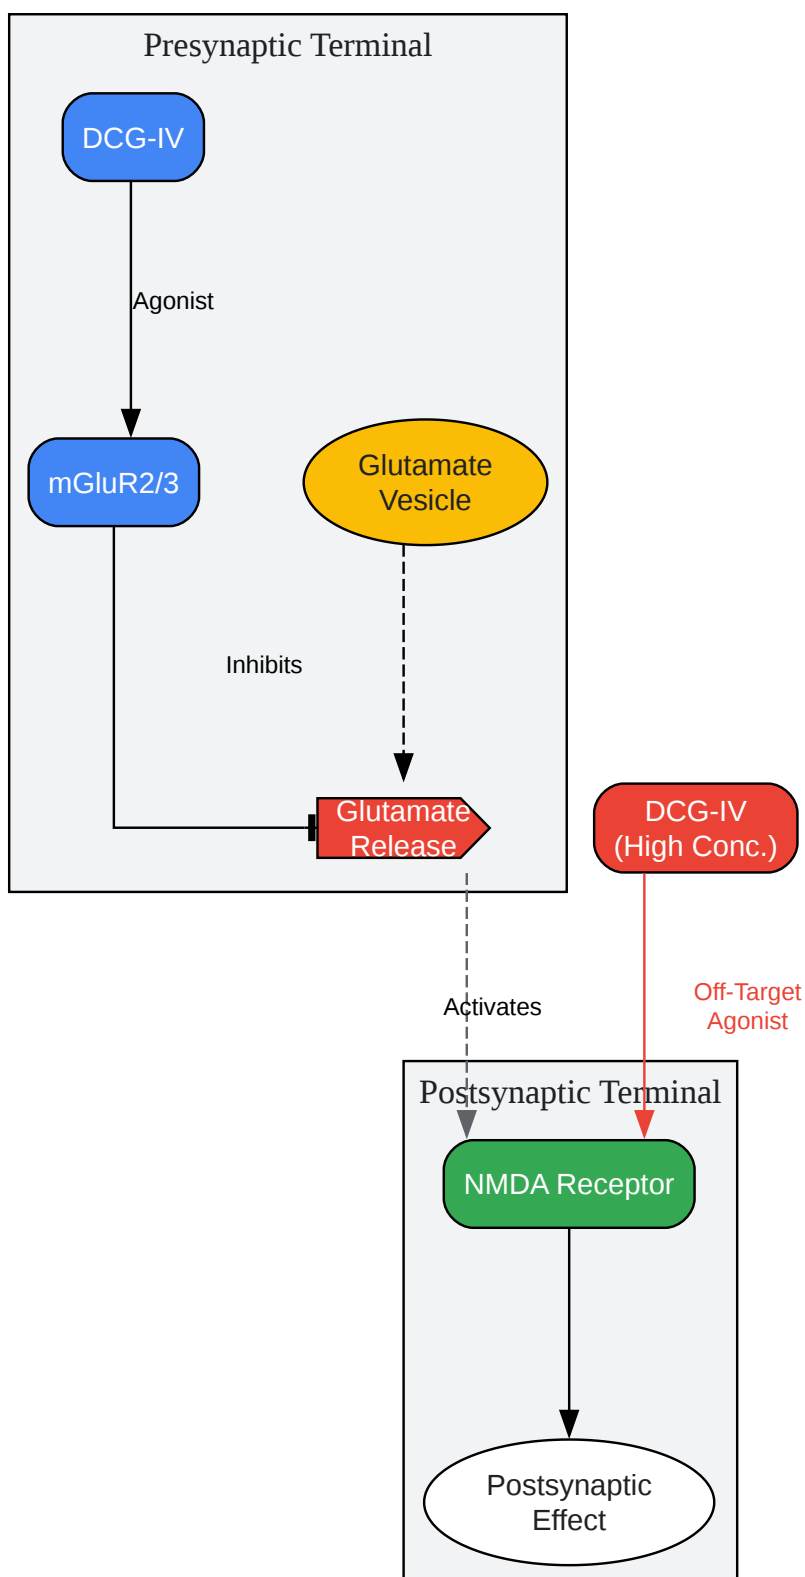 Presynaptic Terminal
DCG-IV
Agonist
mGluR2/3
Glutamate
Vesicle
Inhibits
Glutamate
Release
DCG-IV
(High Conc.)
Activates
Off-Target
Agonist
Postsynaptic Terminal
NMDA Receptor
Postsynaptic
Effect